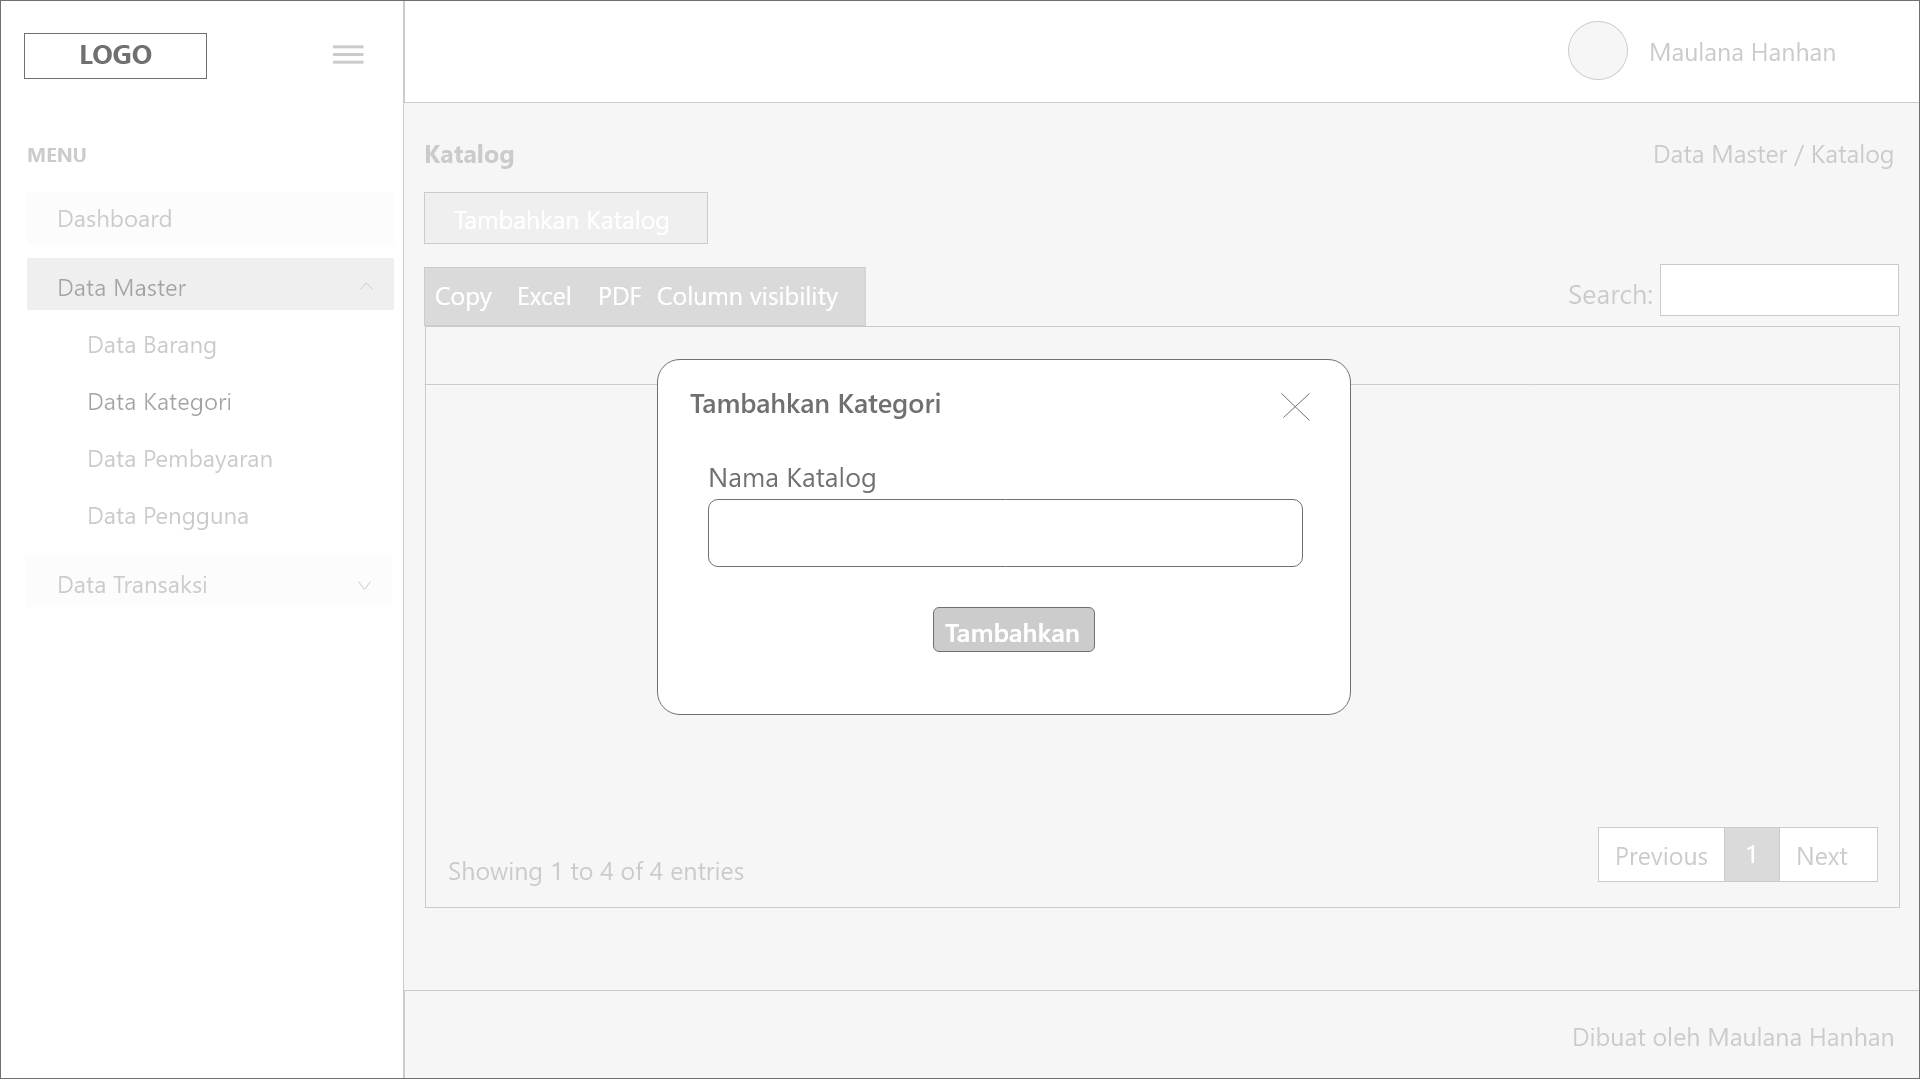 LOGO
Maulana Hanhan
MENU
Dashboard
Data Master
Data Barang
Data Kategori
Data Pembayaran
Data Pengguna
Data Transaksi
Katalog
Data Master / Katalog
Tambahkan Katalog
Copy Excel PDF Column visibility
Search:
Tambahkan Kategori
Nama Katalog
Tambahkan
Showing 1 to 4 of 4 entries
Previous 1 Next
Dibuat oleh Maulana Hanhan